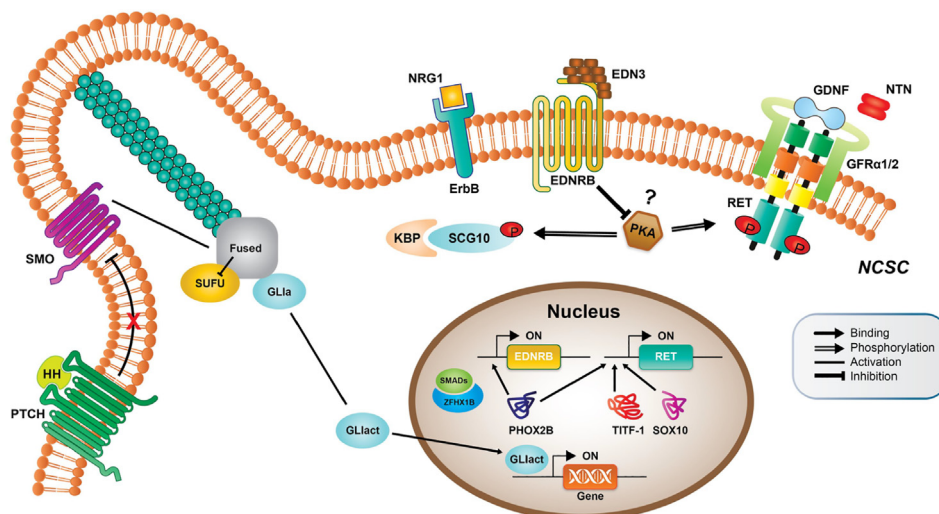 NRG1
EDN3
GDNF
NTN
ErbB
EDNRB
GFRα1/2
RET
P
P
?
PKA
KBP
SCG10
P
NCSC
SMO
Fused
SUFU
GLIa
X
HH
PTCH
GLIact
Nucleus
ON
EDNRB
ON
RET
SMADs
ZFHX1B
PHOX2B
TITF-1
SOX10
GLIact
ON
Gene
Binding
Phosphorylation
Activation
Inhibition